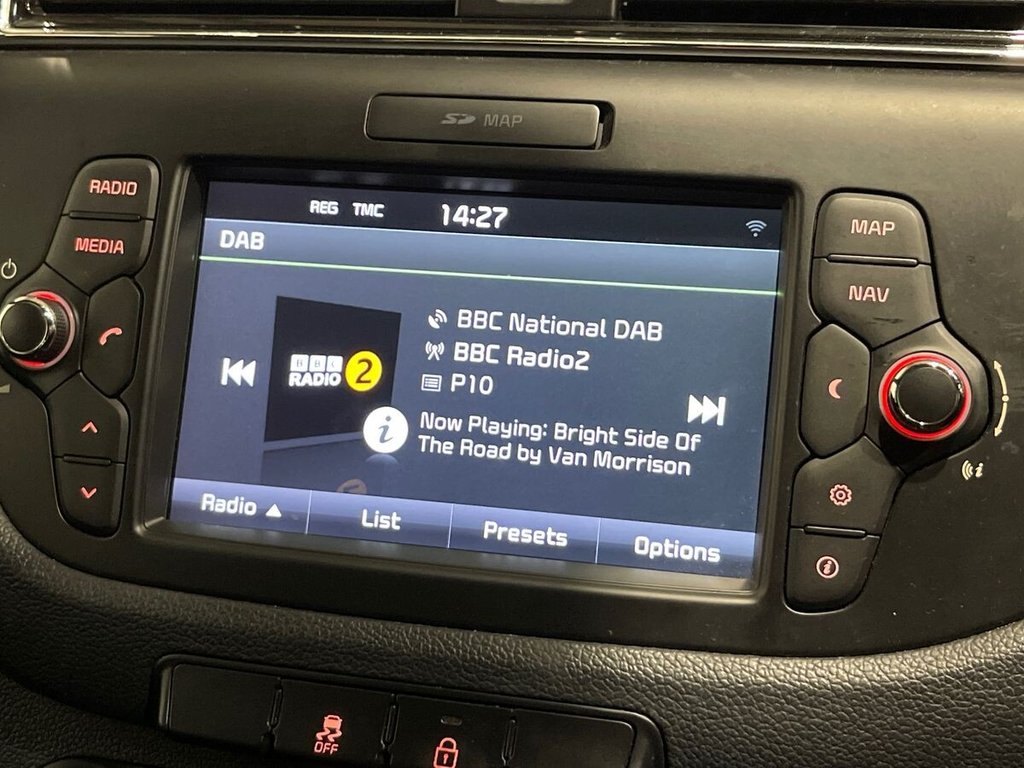 SD MAP
RADIO
MEDIA
REG TMC 14:27
DAB
BBC
RADIO 2
BBC National DAB
BBC Radio2
P10
i
Now Playing: Bright Side Of
The Road by Van Morrison
Radio
List
Presets
Options
MAP
NAV
i
i
OFF